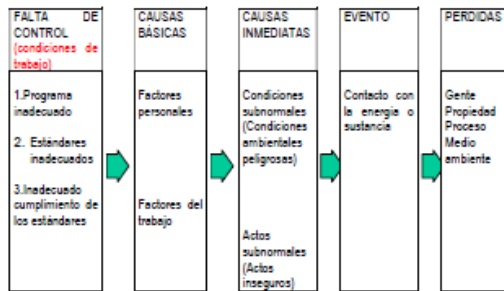 FALTA DE
CONTROL
(condiciones de
trabajo)
1.Programa
inadecuado
2. Estándares
inadecuados
3.Inadecuado
cumplimiento de
los estándares
CAUSAS
BÁSICAS
Factores
personales
Factores del
trabajo
CAUSAS
INMEDIATAS
Condiciones
subnormales
(Condiciones
ambientales
peligrosas)
Actos
subnormales
(Actos
inseguros)
EVENTO
Contacto con
la energía o
sustancia
PERDIDAS
Gente
Propiedad
Proceso
Medio
ambiente